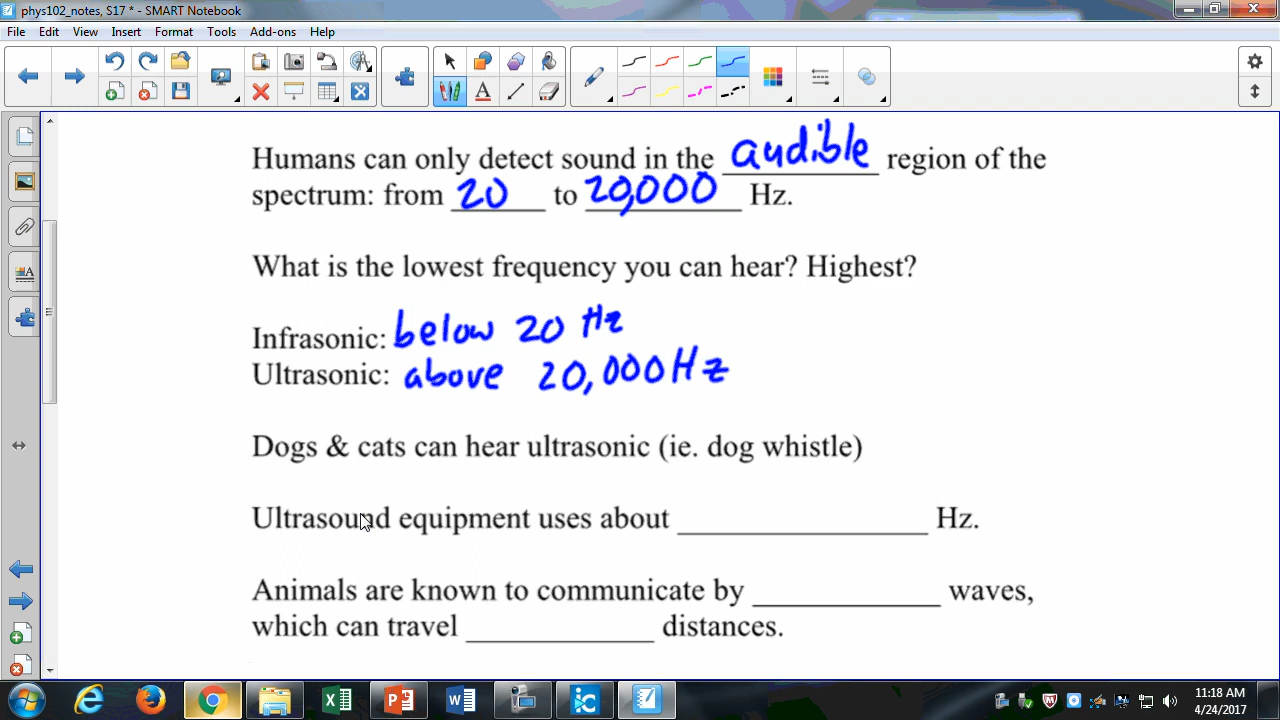 phys102_notes, S17 * - SMART Notebook
File Edit View Insert Format Tools Add-ons Help
Humans can only detect sound in the audible region of the
spectrum: from 20 to 20,000 Hz.
What is the lowest frequency you can hear? Highest?
Infrasonic: below 20 Hz
Ultrasonic: above 20,000Hz
Dogs & cats can hear ultrasonic (ie. dog whistle)
Ultrasound equipment uses about ____________ Hz.
Animals are known to communicate by ____________ waves,
which can travel ____________ distances.
11:18 AM
4/24/2017